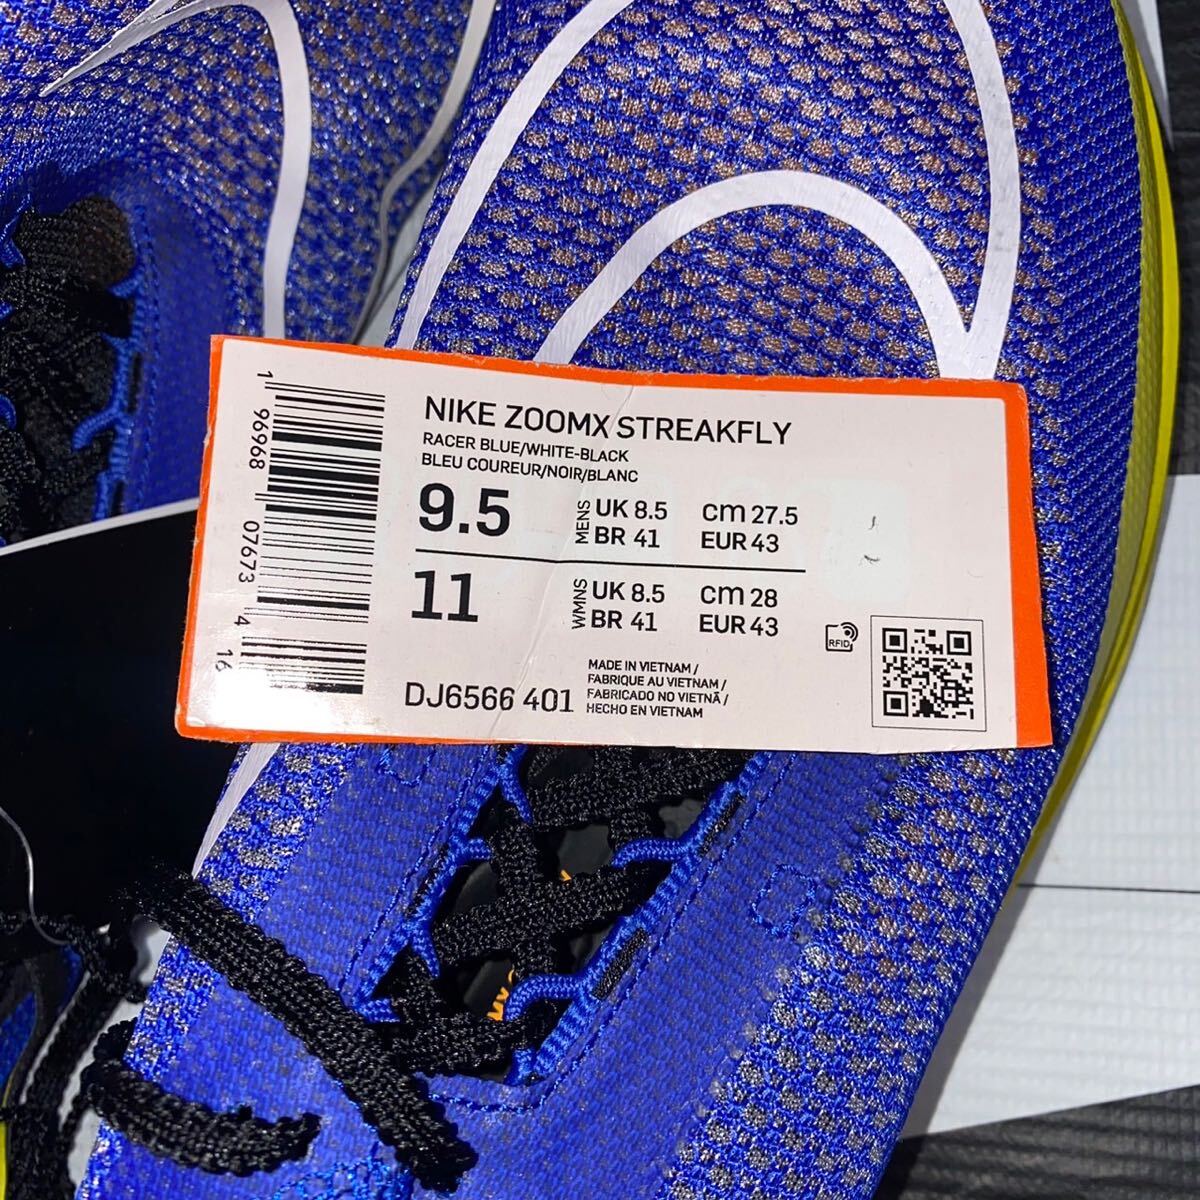 NIKE ZOOMX STREAKFLY
RACER BLUE/WHITE-BLACK
BLEU COUREUR/NOIR/BLANC
9.5 MENS UK 8.5 cm 27.5
BR 41 EUR 43
11 WMNS UK 8.5 cm 28
BR 41 EUR 43
DJ6566 401
MADE IN VIETNAM /
FABRIQUE AU VIETNAM /
FABRICADO NO VIETNÃ /
HECHO EN VIETNAM
RFID
1 96968 07673 4 16